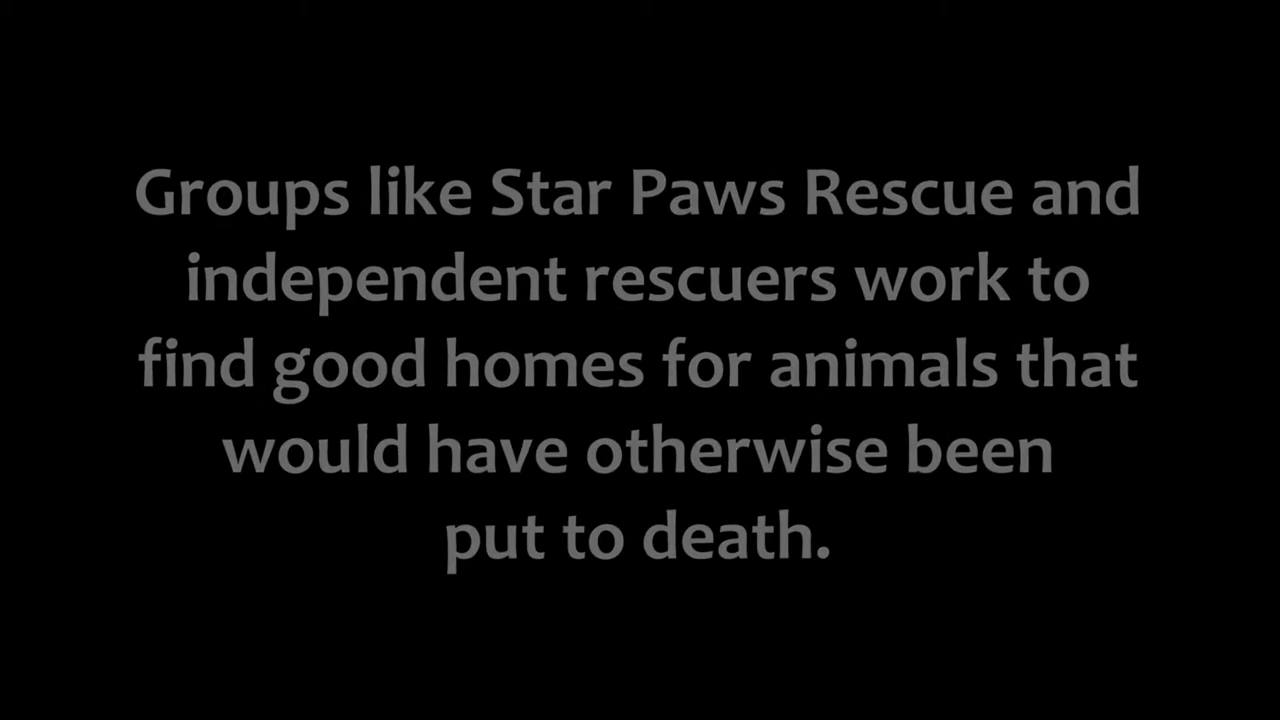 Groups like Star Paws Rescue and
independent rescuers work to
find good homes for animals that
would have otherwise been
put to death.